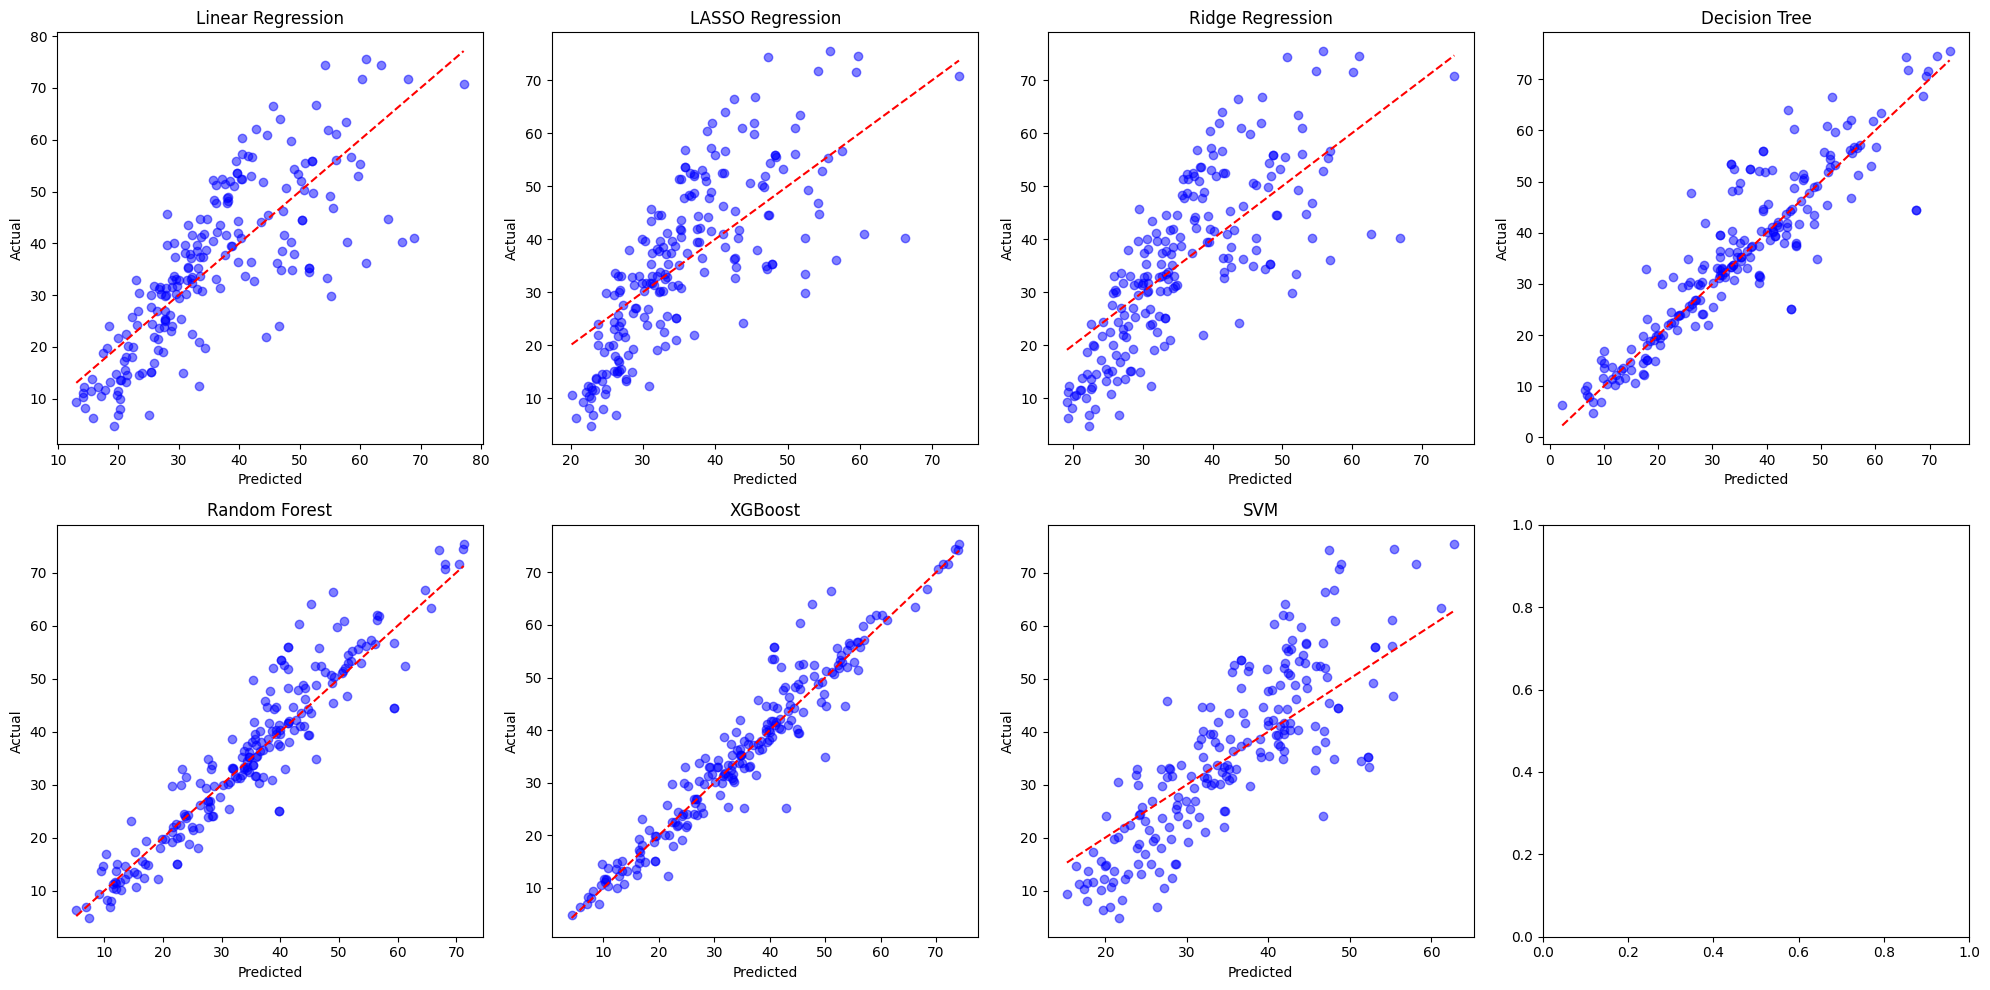 Linear Regression
80
70
60
50
40
30
20
10
Actual
10 20 30 40 50 60 70 80
Predicted
LASSO Regression
70
60
50
40
30
20
10
Actual
20 30 40 50 60 70
Predicted
Ridge Regression
70
60
50
40
30
20
10
Actual
20 30 40 50 60 70
Predicted
Decision Tree
70
60
50
40
30
20
10
0
Actual
0 10 20 30 40 50 60 70
Predicted
Random Forest
70
60
50
40
30
20
10
Actual
10 20 30 40 50 60 70
Predicted
XGBoost
70
60
50
40
30
20
10
Actual
10 20 30 40 50 60 70
Predicted
SVM
70
60
50
40
30
20
10
Actual
20 30 40 50 60
Predicted
1.0
0.8
0.6
0.4
0.2
0.0
0.0 0.2 0.4 0.6 0.8 1.0